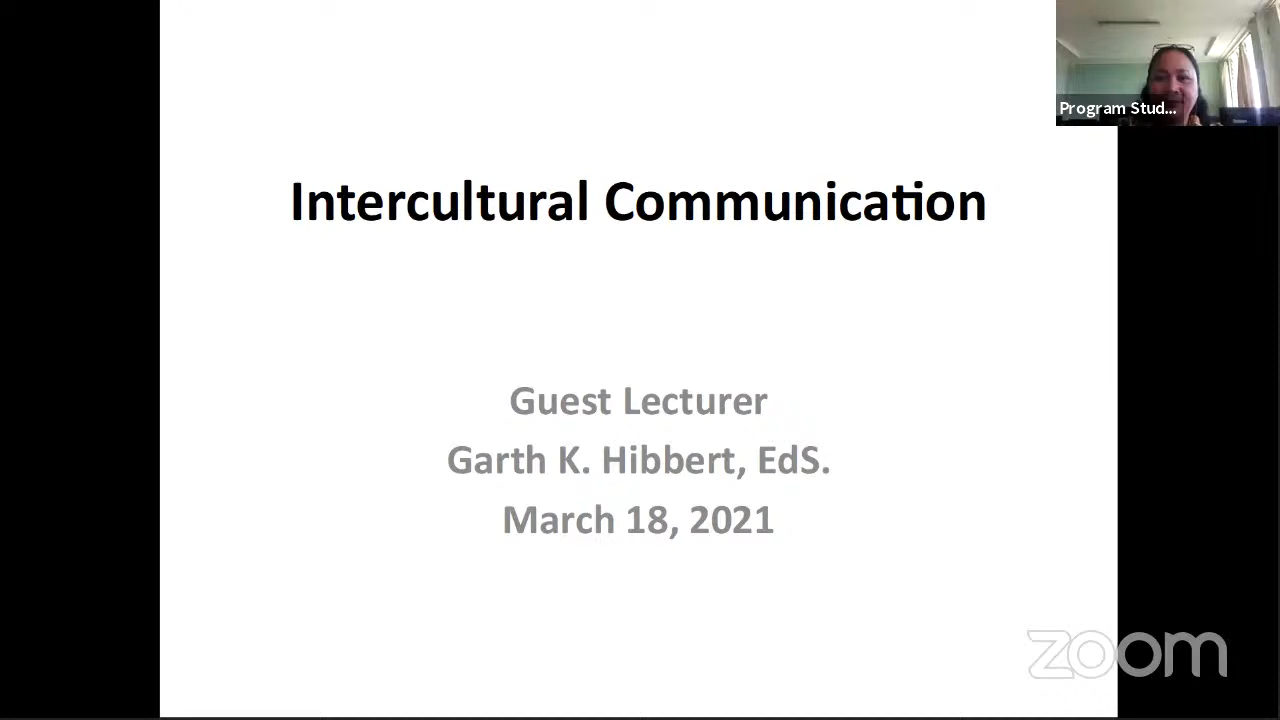 Program Stud...
Intercultural Communication
Guest Lecturer
Garth K. Hibbert, EdS.
March 18, 2021
zoom